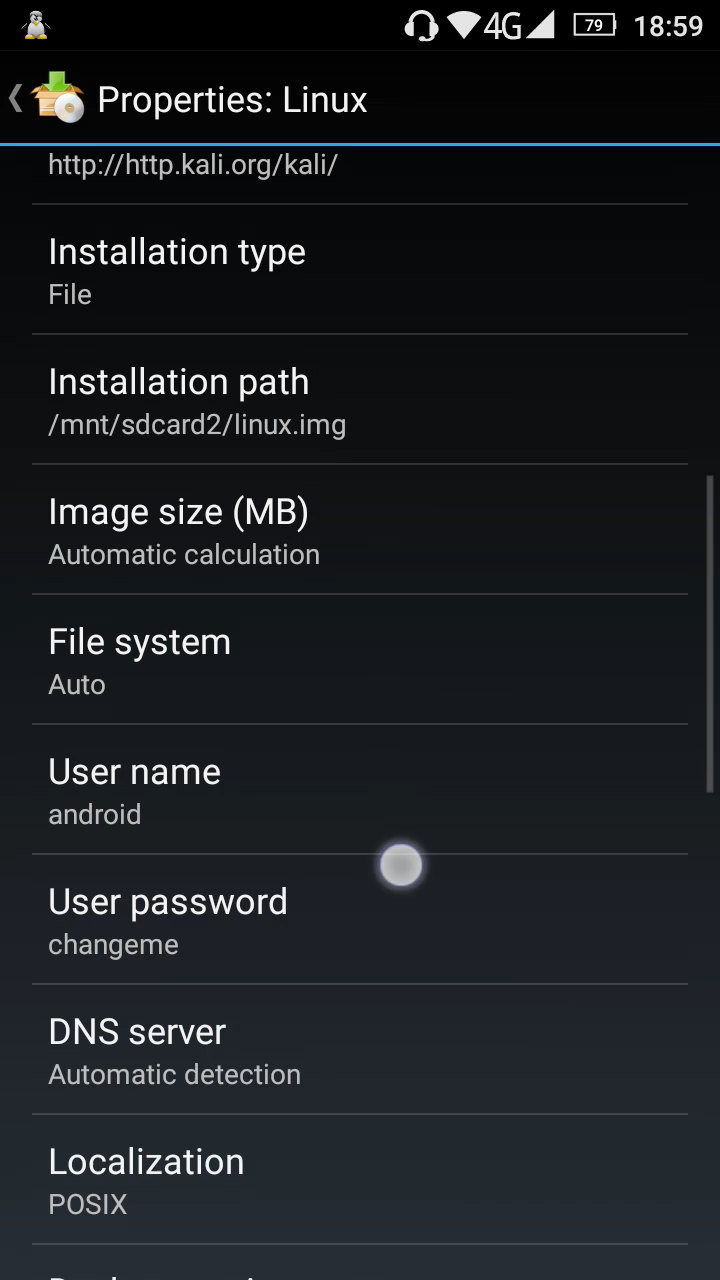 4G 79 18:59
Properties: Linux
http://http.kali.org/kali/
Installation type
File
Installation path
/mnt/sdcard2/linux.img
Image size (MB)
Automatic calculation
File system
Auto
User name
android
User password
changeme
DNS server
Automatic detection
Localization
POSIX